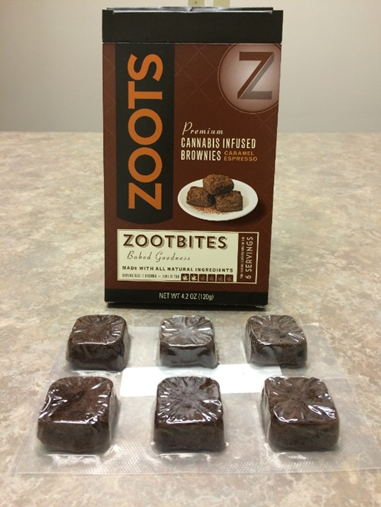 ZOOTS
Z
Premium
CANNABIS INFUSED
BROWNIES CARAMEL
ESPRESSO
ZOOTBITES
Baked Goodness
MADE WITH ALL NATURAL INGREDIENTS
6 SERVINGS
NET WT 4.2 OZ (120g)